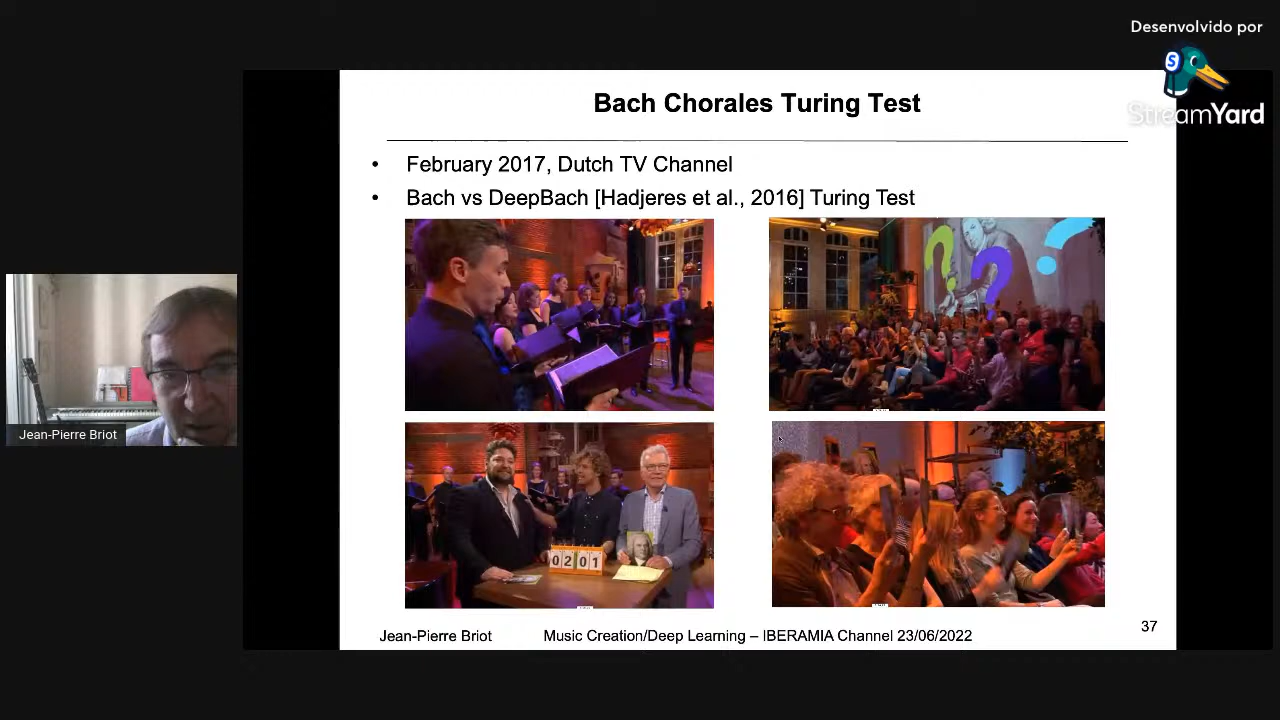 Desenvolvido por
StreamYard
Bach Chorales Turing Test
• February 2017, Dutch TV Channel
• Bach vs DeepBach [Hadjeres et al., 2016] Turing Test
0201
Jean-Pierre Briot
Jean-Pierre Briot
Music Creation/Deep Learning – IBERAMIA Channel 23/06/2022
37